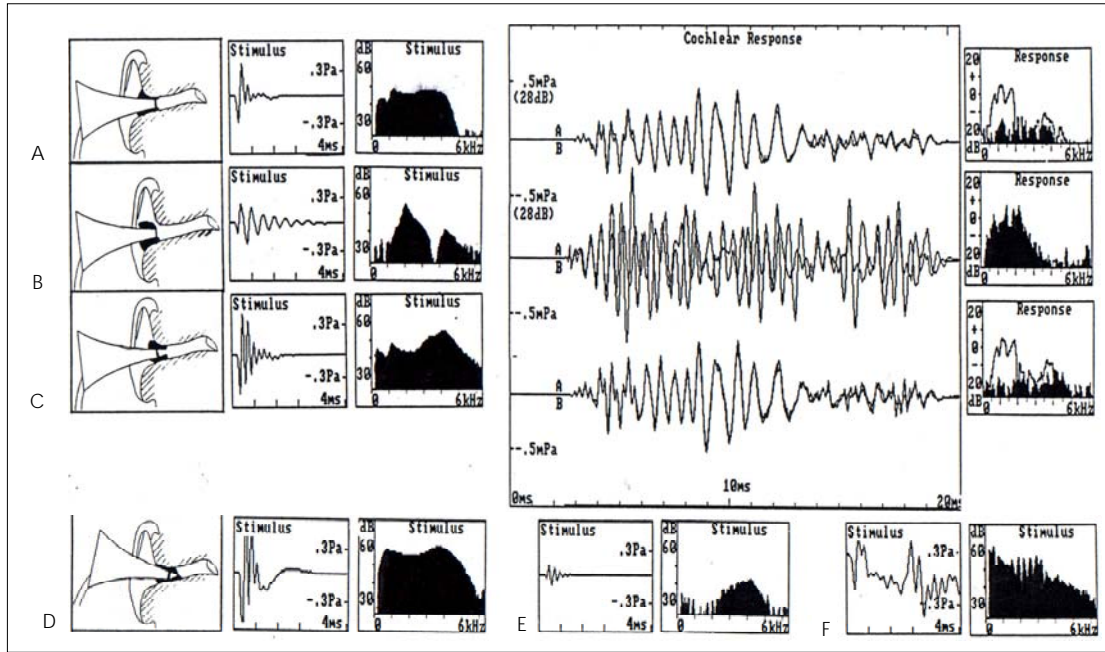 Stimulus
.3Pa
-.3Pa
4ms
dB
60
30
Stimulus
0
6kHz
Cochlear Response
.5mPa
(28dB)
A
B
Response
20
+
0
-
20
dB
0
6kHz
A
Stimulus
.3Pa
-.3Pa
4ms
dB
60
30
Stimulus
0
6kHz
-.5mPa
(28dB)
A
B
-.5mPa
Response
20
+
0
-
20
dB
0
6kHz
B
Stimulus
.3Pa
-.3Pa
4ms
dB
60
30
Stimulus
0
6kHz
A
B
-.5mPa
0ms
10ms
20ms
Response
20
+
0
-
20
dB
0
6kHz
C
Stimulus
.3Pa
-.3Pa
4ms
dB
60
30
Stimulus
0
6kHz
D
Stimulus
.3Pa
-.3Pa
4ms
dB
60
30
Stimulus
0
6kHz
E
Stimulus
.3Pa
.3Pa
4ms
dB
60
30
Stimulus
0
6kHz
F